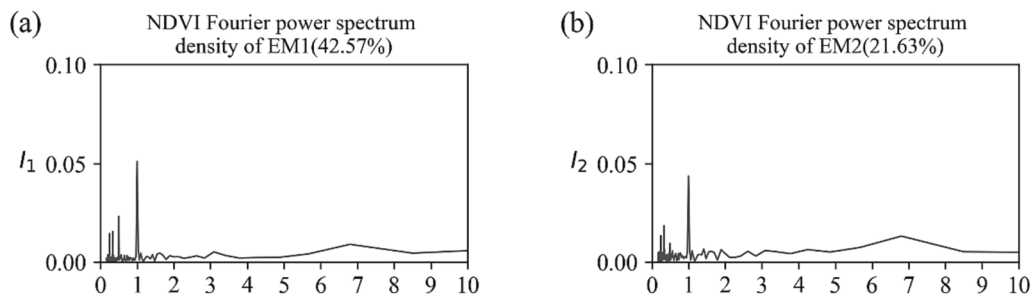 (a)
NDVI Fourier power spectrum
density of EM1(42.57%)
0.10
I₁ 0.05
0.00
0 1 2 3 4 5 6 7 8 9 10
(b)
NDVI Fourier power spectrum
density of EM2(21.63%)
0.10
I₂ 0.05
0.00
0 1 2 3 4 5 6 7 8 9 10